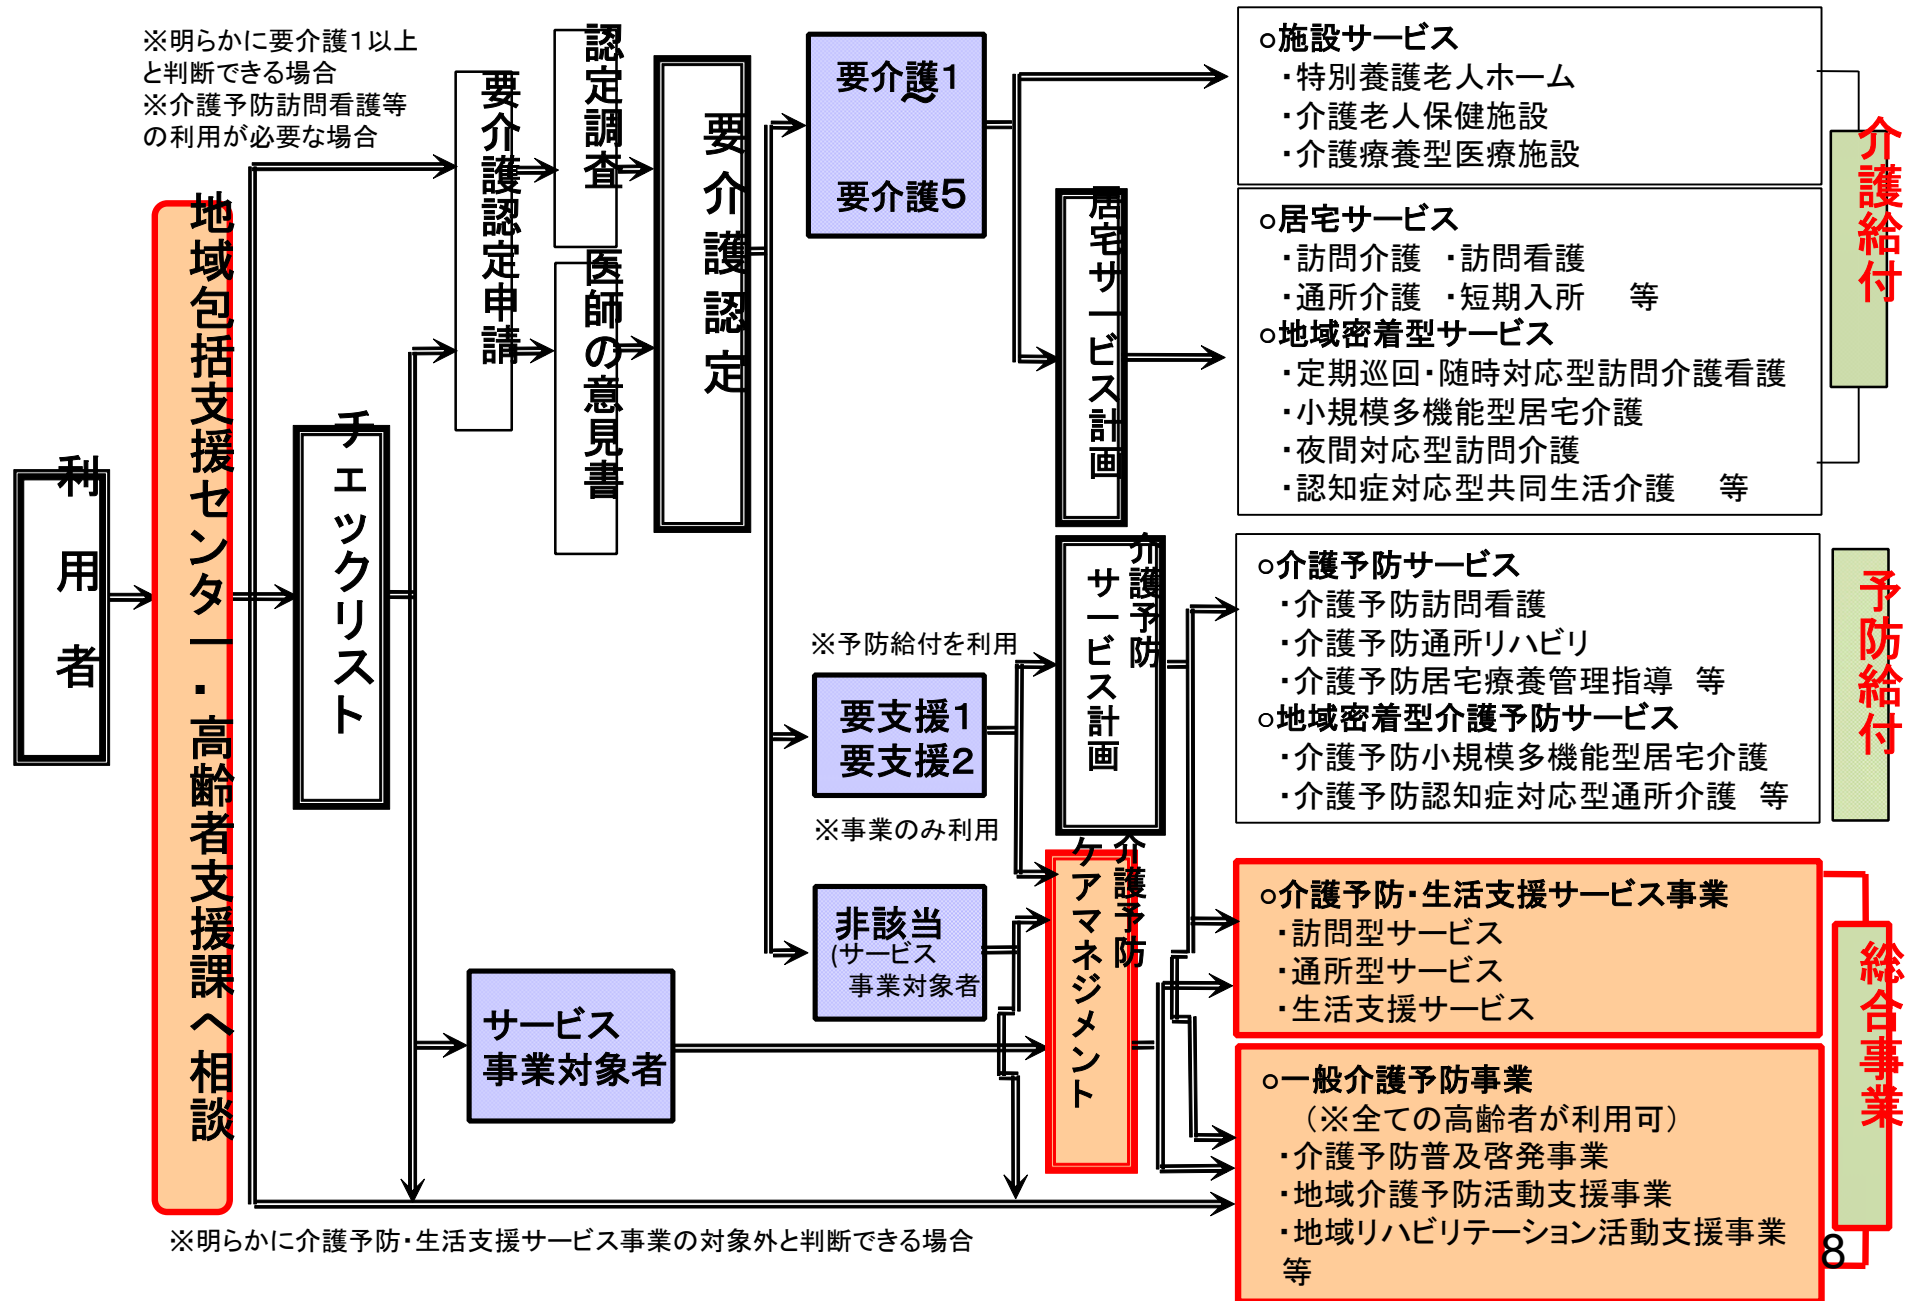 ※明らかに要介護1以上
と判断できる場合
※介護予防訪問看護等
の利用が必要な場合
利用者
地域包括支援センター・高齢者支援課へ相談
チェックリスト
要介護認定申請
認定調査
医師の意見書
要介護認定
要介護1
~
要介護5
※予防給付を利用
要支援1
要支援2
※事業のみ利用
非該当
(サービス
事業対象者
サービス
事業対象者
居宅サービス計画
介護予防
サービス計画
介護予防
ケアマネジメント
○施設サービス
・特別養護老人ホーム
・介護老人保健施設
・介護療養型医療施設
○居宅サービス
・訪問介護 ・訪問看護
・通所介護 ・短期入所 等
○地域密着型サービス
・定期巡回・随時対応型訪問介護看護
・小規模多機能型居宅介護
・夜間対応型訪問介護
・認知症対応型共同生活介護 等
介護給付
○介護予防サービス
・介護予防訪問看護
・介護予防通所リハビリ
・介護予防居宅療養管理指導 等
○地域密着型介護予防サービス
・介護予防小規模多機能型居宅介護
・介護予防認知症対応型通所介護 等
予防給付
○介護予防・生活支援サービス事業
・訪問型サービス
・通所型サービス
・生活支援サービス
○一般介護予防事業
(※全ての高齢者が利用可)
・介護予防普及啓発事業
・地域介護予防活動支援事業
・地域リハビリテーション活動支援事業
等
総合事業
※明らかに介護予防・生活支援サービス事業の対象外と判断できる場合
8